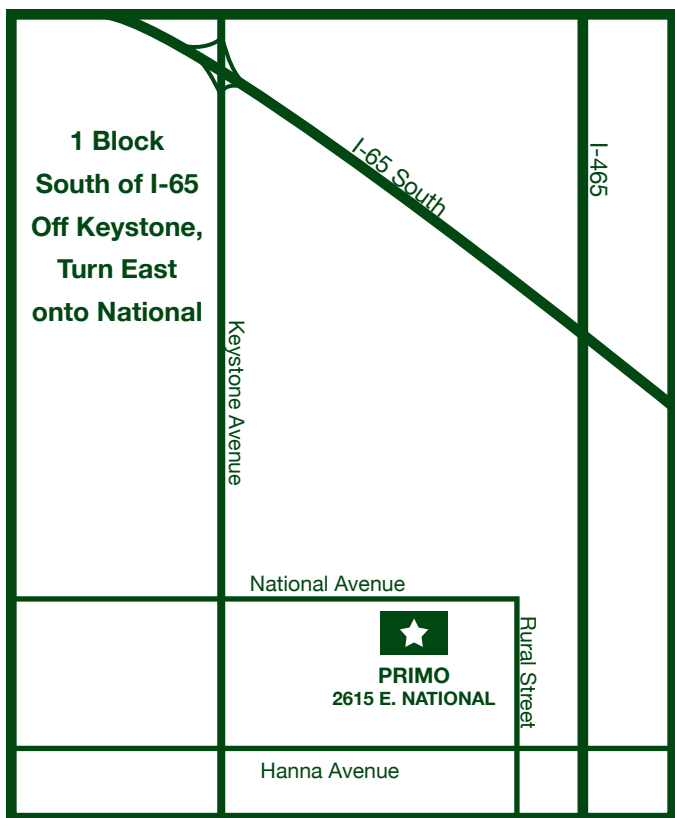 1 Block
South of I-65
Off Keystone,
Turn East
onto National
I-65 South
I-465
Keystone Avenue
National Avenue
Rural Street
PRIMO
2615 E. NATIONAL
Hanna Avenue